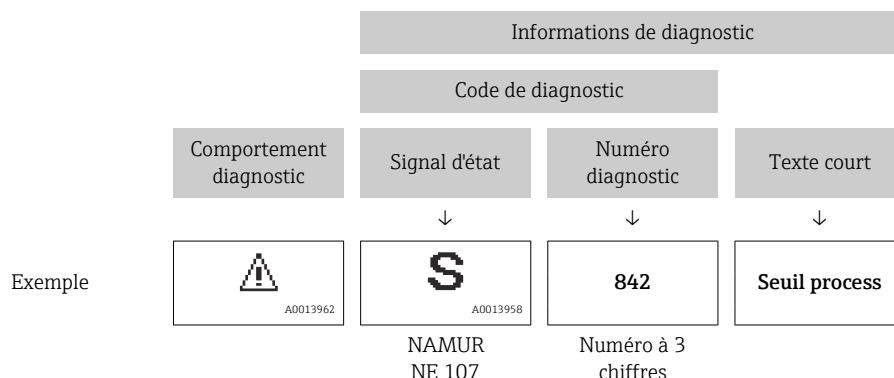 Informations de diagnostic
Code de diagnostic
Comportement
diagnostic
Signal d'état
Numéro
diagnostic
Texte court
↓ ↓ ↓
Exemple
A0013962
S
A0013958
842
Seuil process
NAMUR
NE 107
Numéro à 3
chiffres